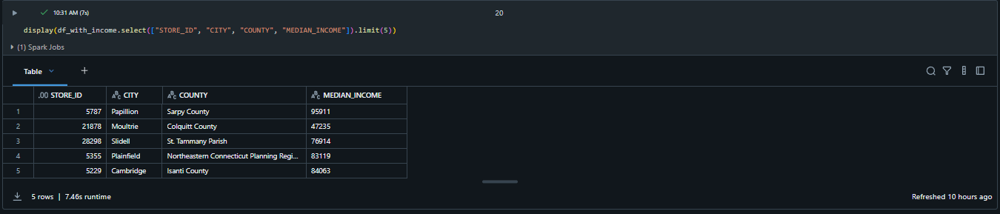 10:31 AM (7s) 20
display(df_with_income.select(["STORE_ID", "CITY", "COUNTY", "MEDIAN_INCOME"]).limit(5))
(1) Spark Jobs
Table +
.00 STORE_ID ABC CITY ABC COUNTY ABC MEDIAN_INCOME
1 5787 Papillion Sarpy County 95911
2 21878 Moultrie Colquitt County 47235
3 28298 Slidell St. Tammany Parish 76914
4 5355 Plainfield Northeastern Connecticut Planning Regi... 83119
5 5229 Cambridge Isanti County 84063
5 rows | 7.46s runtime Refreshed 10 hours ago